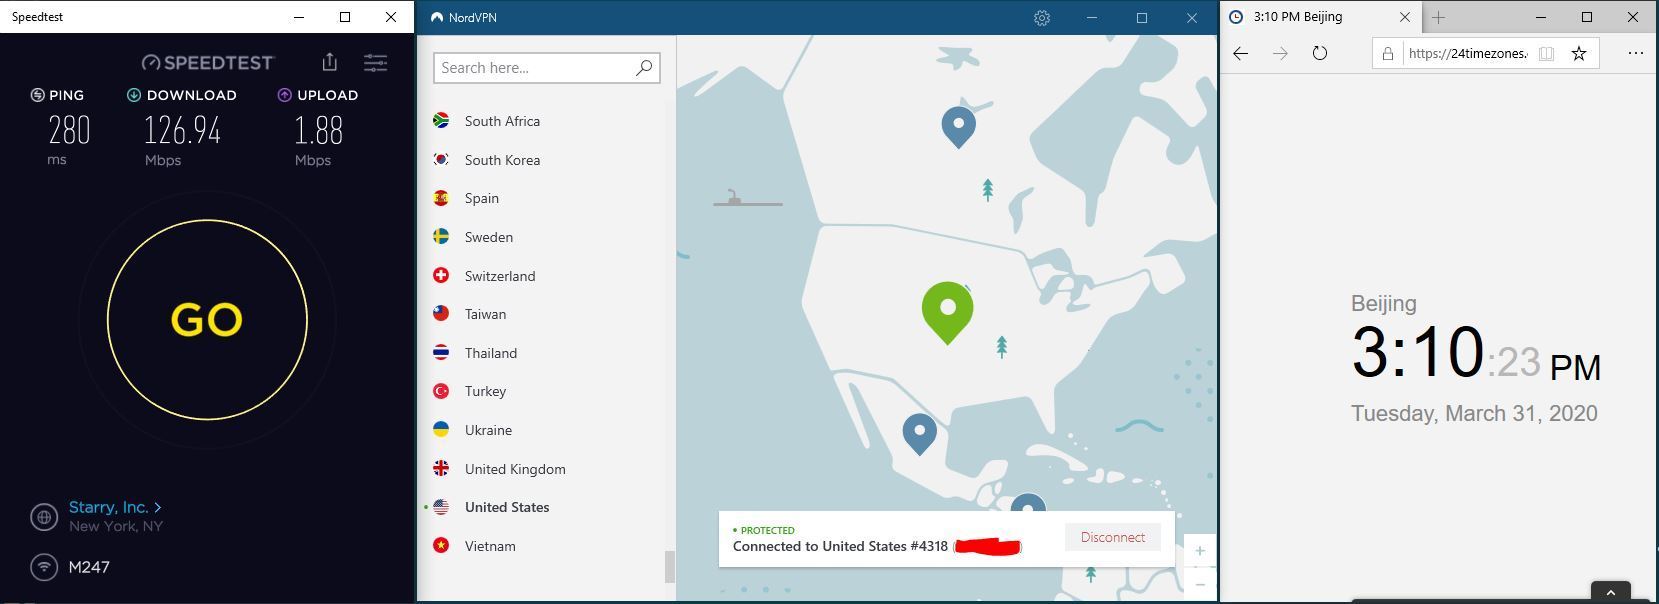 Speedtest
SPEEDTEST
PING DOWNLOAD UPLOAD
280 126.94 1.88
ms Mbps Mbps
GO
Starry, Inc. >
New York, NY
M247
NordVPN
Search here...
South Africa
South Korea
Spain
Sweden
Switzerland
Taiwan
Thailand
Turkey
Ukraine
United Kingdom
United States
Vietnam
PROTECTED
Connected to United States #4318 (
Disconnect
3:10 PM Beijing
https://24timezones.
Beijing
3:10:23 PM
Tuesday, March 31, 2020